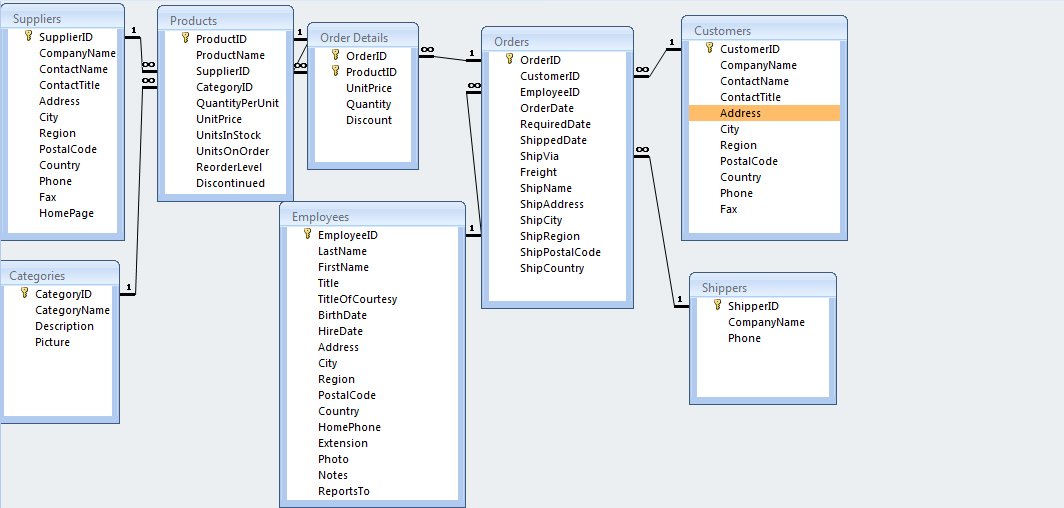 Suppliers
SupplierID
CompanyName
ContactName
ContactTitle
Address
City
Region
PostalCode
Country
Phone
Fax
HomePage
1
∞
Products
ProductID
ProductName
SupplierID
CategoryID
QuantityPerUnit
UnitPrice
UnitsInStock
UnitsOnOrder
ReorderLevel
Discontinued
∞
1
∞
Order Details
OrderID
ProductID
UnitPrice
Quantity
Discount
∞
1
Orders
OrderID
CustomerID
EmployeeID
OrderDate
RequiredDate
ShippedDate
ShipVia
Freight
ShipName
ShipAddress
ShipCity
ShipRegion
ShipPostalCode
ShipCountry
∞
∞
∞
1
Customers
CustomerID
CompanyName
ContactName
ContactTitle
Address
City
Region
PostalCode
Country
Phone
Fax
Categories
CategoryID
CategoryName
Description
Picture
1
Employees
EmployeeID
LastName
FirstName
Title
TitleOfCourtesy
BirthDate
HireDate
Address
City
Region
PostalCode
Country
HomePhone
Extension
Photo
Notes
ReportsTo
1
1
Shippers
ShipperID
CompanyName
Phone